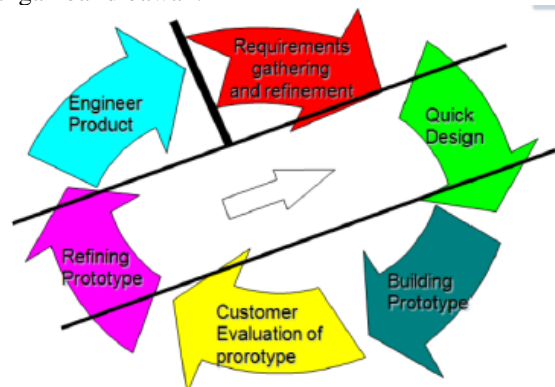 Requirements
gathering
and refinement
Quick
Design
Building
Prototype
Customer
Evaluation of
prorotype
Refining
Prototype
Engineer
Product